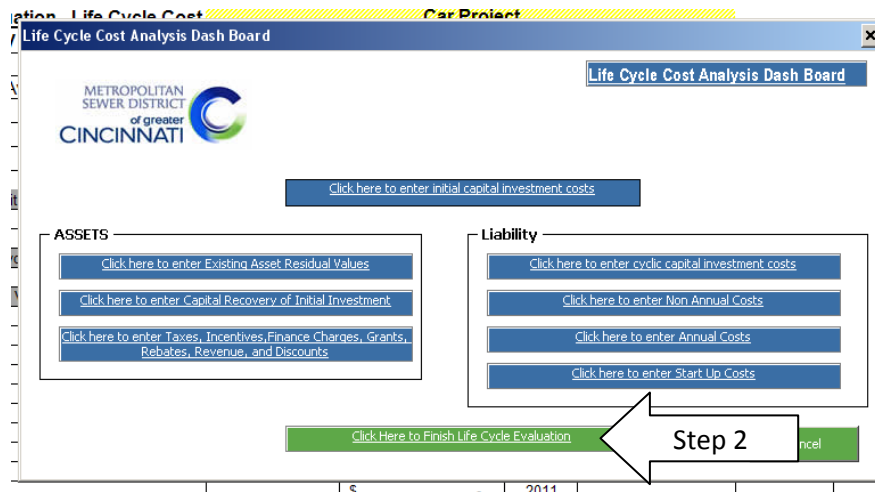 Life Cycle Cost
Car Project
Life Cycle Cost Analysis Dash Board
Life Cycle Cost Analysis Dash Board
METROPOLITAN
SEWER DISTRICT
of greater
CINCINNATI
Click here to enter initial capital investment costs
ASSETS
Click here to enter Existing Asset Residual Values
Click here to enter Capital Recovery of Initial Investment
Click here to enter Taxes, Incentives,Finance Charges, Grants,
Rebates, Revenue, and Discounts
Liability
Click here to enter cyclic capital investment costs
Click here to enter Non Annual Costs
Click here to enter Annual Costs
Click here to enter Start Up Costs
Click Here to Finish Life Cycle Evaluation
Step 2
$ - 2011